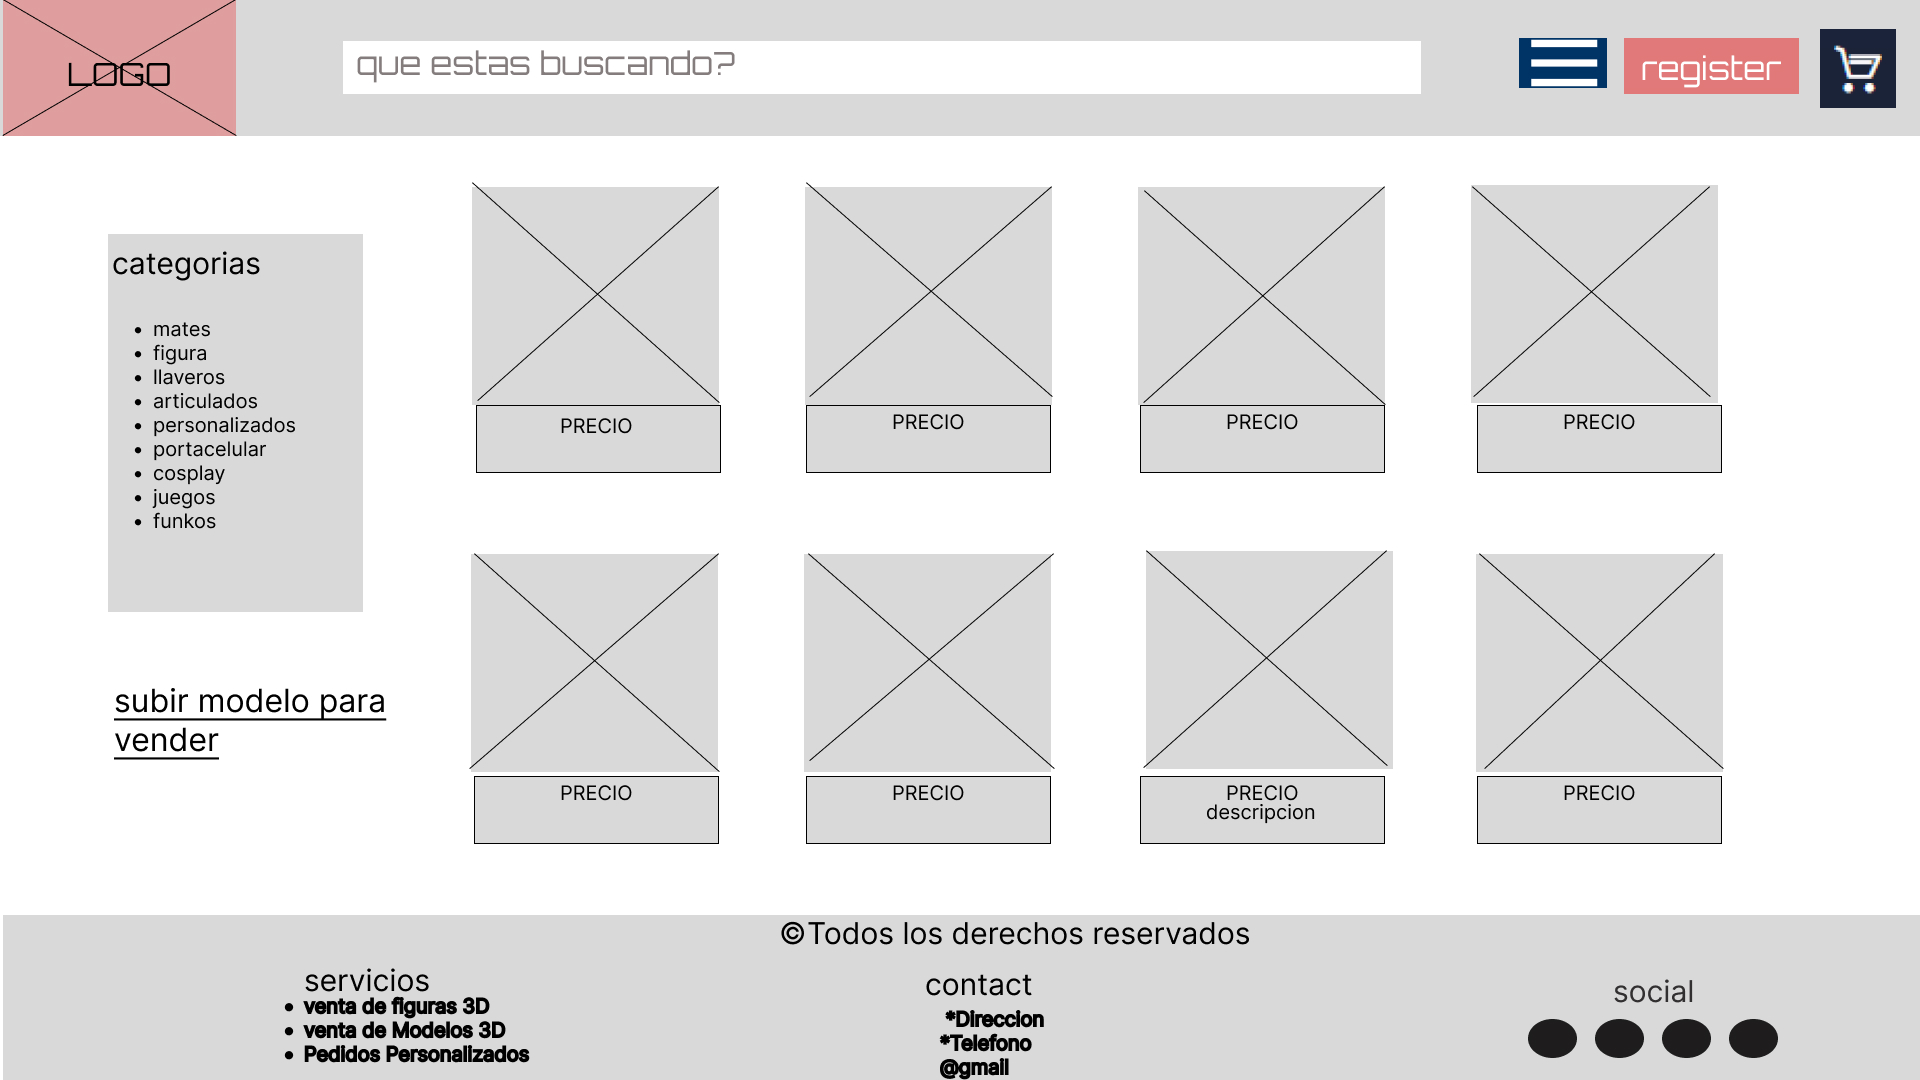 LOGO
que estas buscando?
register
categorias
mates
figura
llaveros
articulados
personalizados
portacelular
cosplay
juegos
funkos
subir modelo para
vender
PRECIO
PRECIO
PRECIO
PRECIO
PRECIO
PRECIO
PRECIO
descripcion
PRECIO
©Todos los derechos reservados
servicios
venta de figuras 3D
venta de Modelos 3D
Pedidos Personalizados
contact
*Direccion
*Telefono
@gmail
social